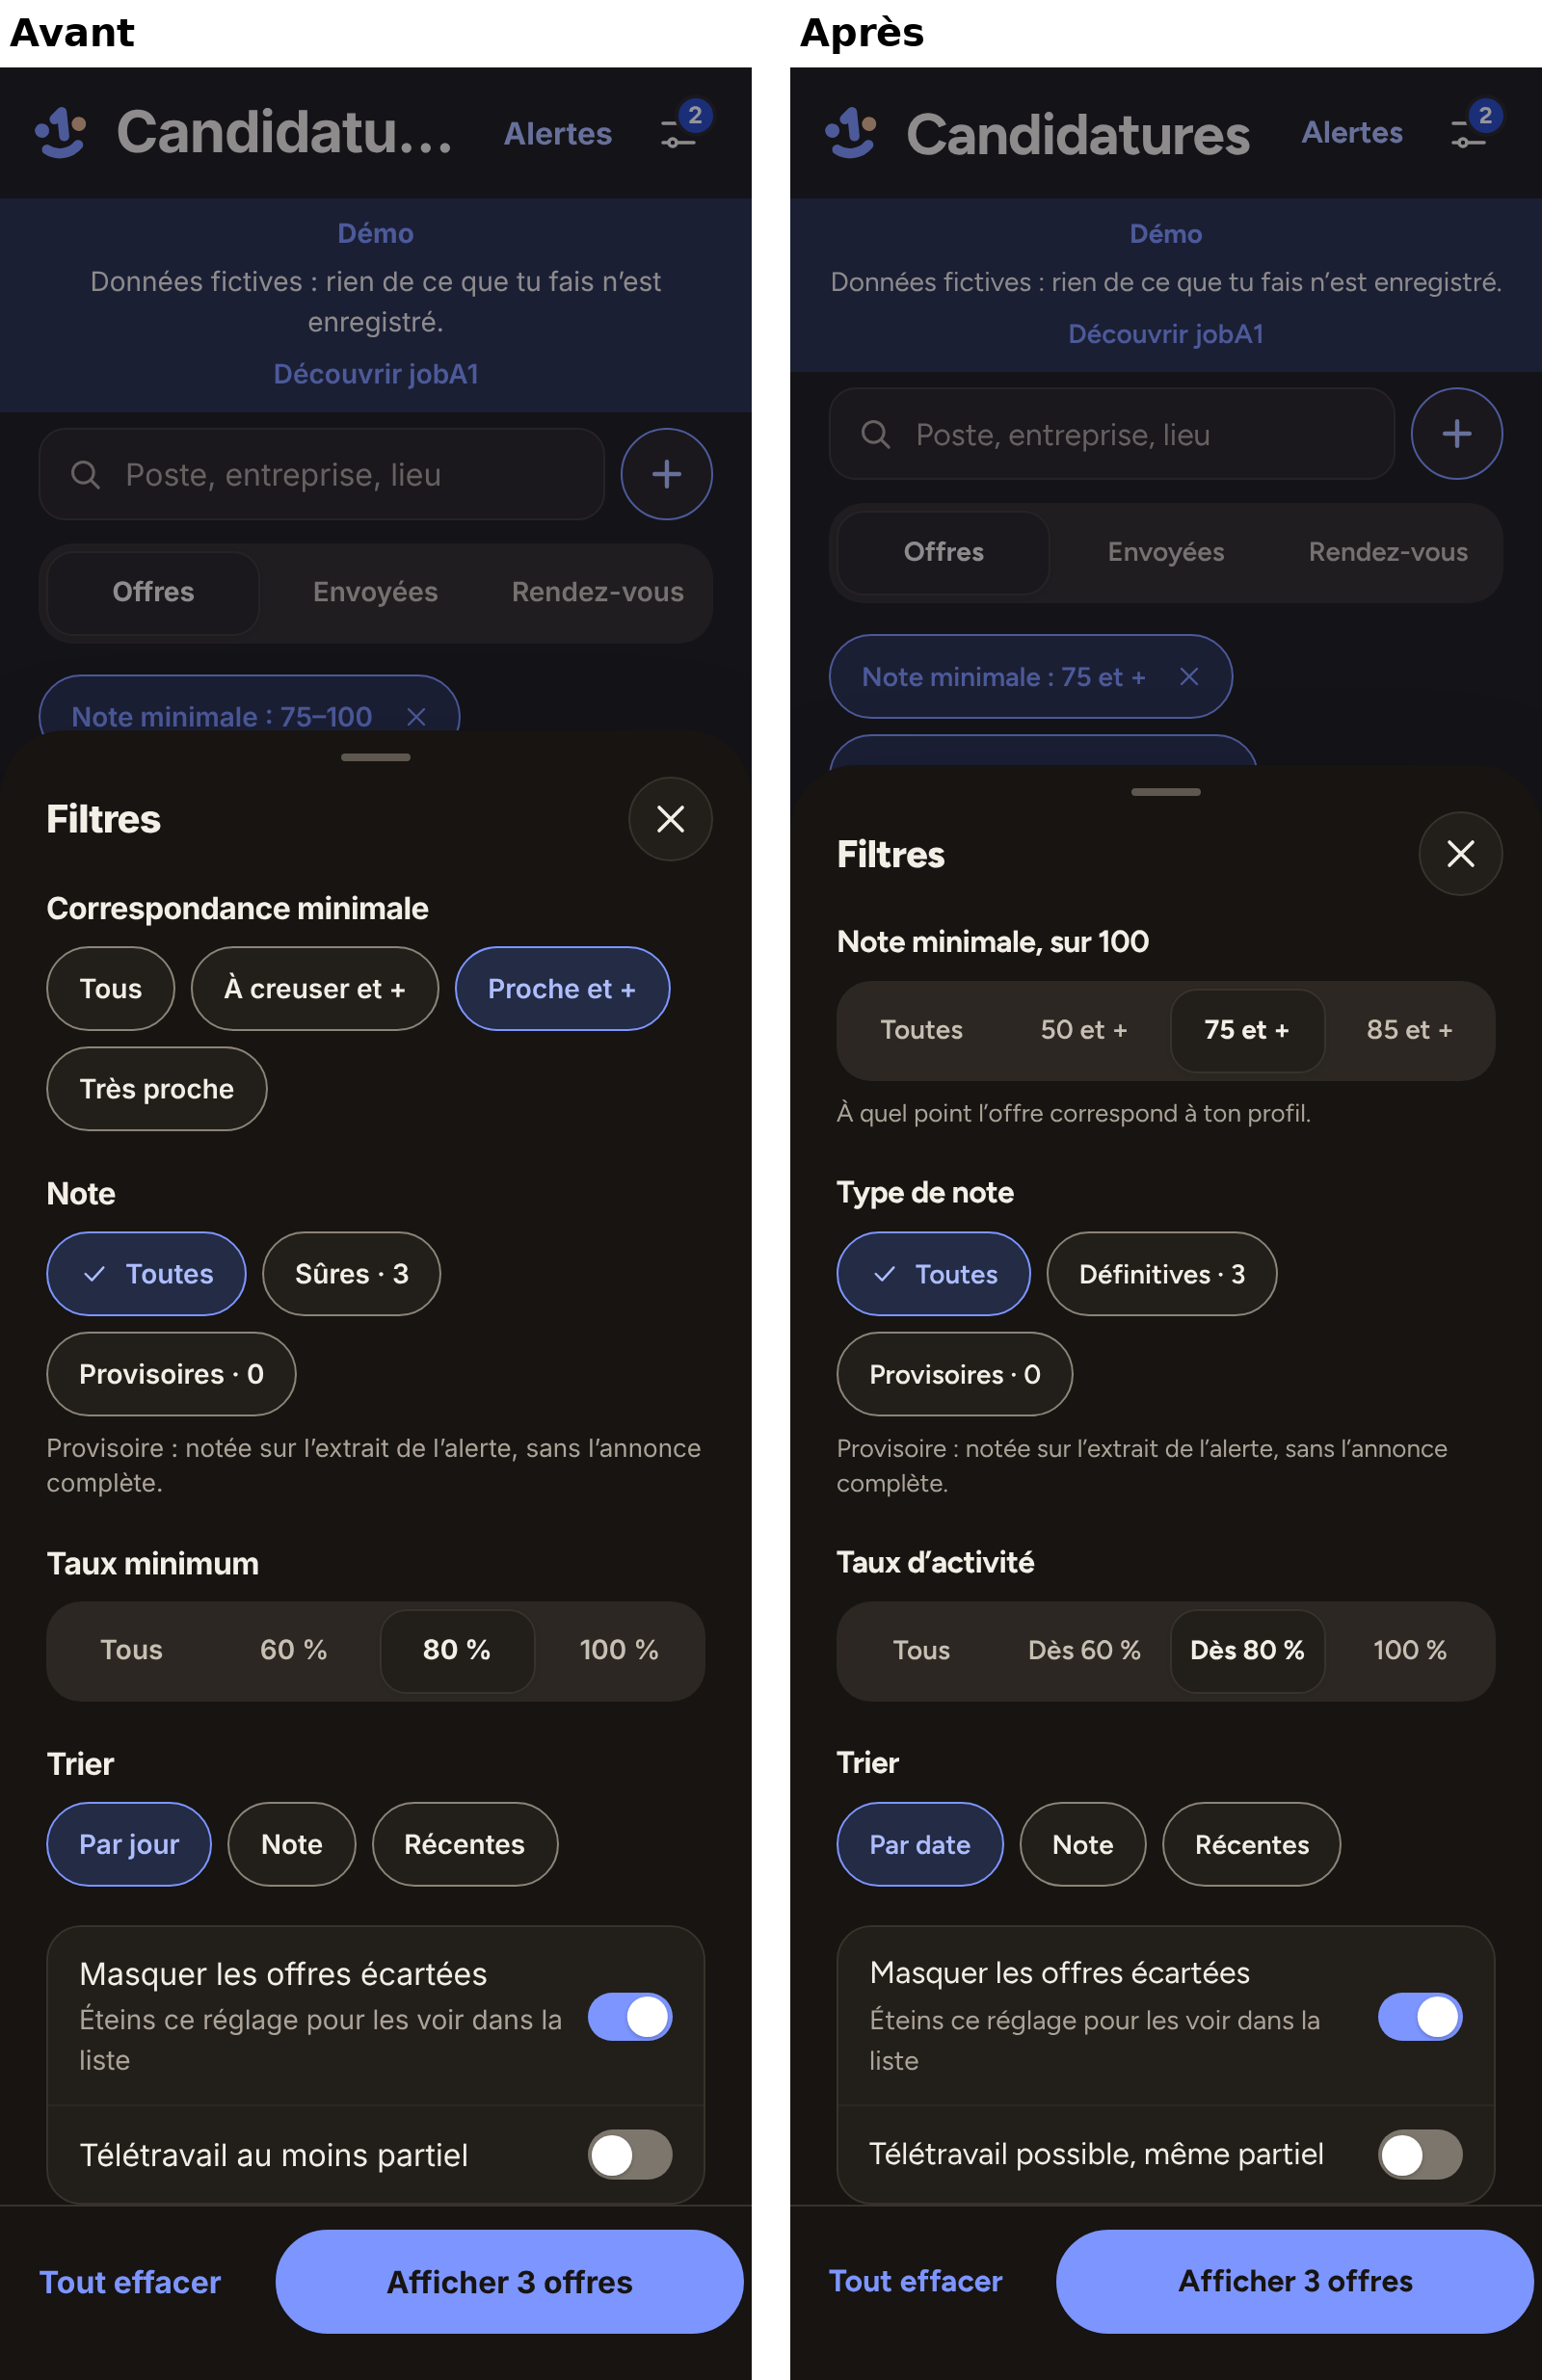 Avant
Candidatu...
Alertes
2
Démo
Données fictives : rien de ce que tu fais n’est
enregistré.
Découvrir jobA1
Poste, entreprise, lieu
Offres
Envoyées
Rendez-vous
Note minimale : 75–100
Filtres
Correspondance minimale
Tous
À creuser et +
Proche et +
Très proche
Note
Toutes
Sûres · 3
Provisoires · 0
Provisoire : notée sur l’extrait de l’alerte, sans l’annonce
complète.
Taux minimum
Tous
60 %
80 %
100 %
Trier
Par jour
Note
Récentes
Masquer les offres écartées
Éteins ce réglage pour les voir dans la
liste
Télétravail au moins partiel
Tout effacer
Afficher 3 offres
Après
Candidatures
Alertes
2
Démo
Données fictives : rien de ce que tu fais n’est enregistré.
Découvrir jobA1
Poste, entreprise, lieu
Offres
Envoyées
Rendez-vous
Note minimale : 75 et +
Filtres
Note minimale, sur 100
Toutes
50 et +
75 et +
85 et +
À quel point l’offre correspond à ton profil.
Type de note
Toutes
Définitives · 3
Provisoires · 0
Provisoire : notée sur l’extrait de l’alerte, sans l’annonce
complète.
Taux d’activité
Tous
Dès 60 %
Dès 80 %
100 %
Trier
Par date
Note
Récentes
Masquer les offres écartées
Éteins ce réglage pour les voir dans la
liste
Télétravail possible, même partiel
Tout effacer
Afficher 3 offres